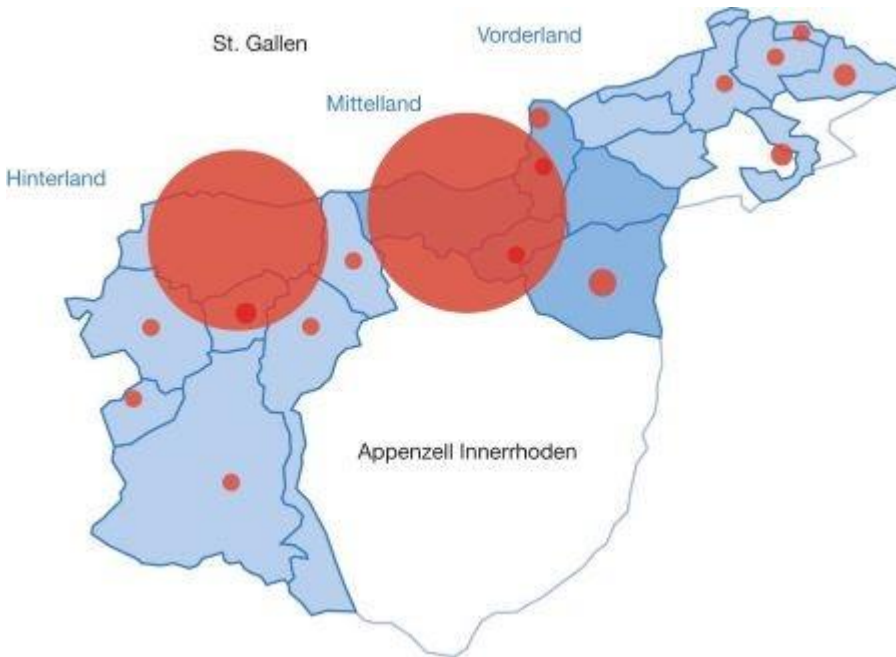 St. Gallen
Vorderland
Mittelland
Hinterland
Appenzell Innerrhoden